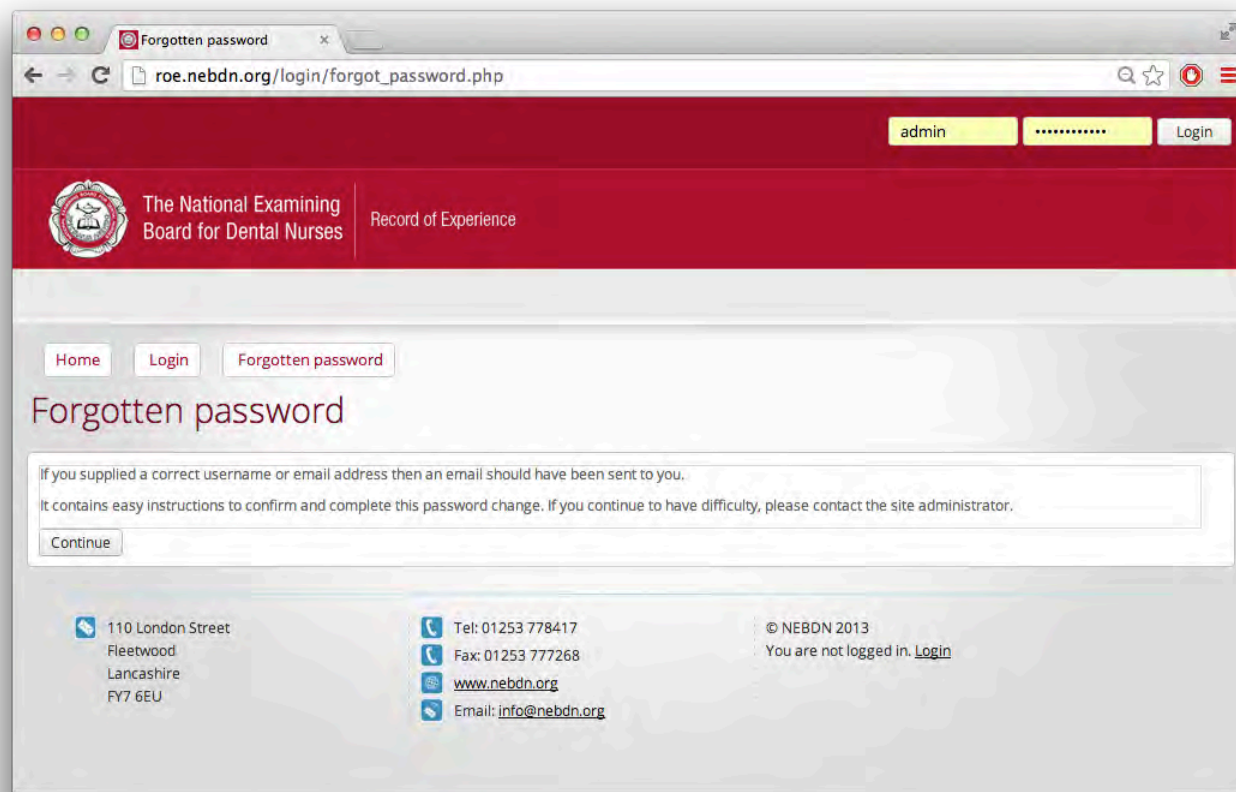 Forgotten password
roe.nebdn.org/login/forgot_password.php
admin
Login
The National Examining
Board for Dental Nurses
Record of Experience
Home
Login
Forgotten password
Forgotten password
If you supplied a correct username or email address then an email should have been sent to you.
It contains easy instructions to confirm and complete this password change. If you continue to have difficulty, please contact the site administrator.
Continue
110 London Street
Fleetwood
Lancashire
FY7 6EU
Tel: 01253 778417
Fax: 01253 777268
www.nebdn.org
Email: info@nebdn.org
© NEBDN 2013
You are not logged in. Login